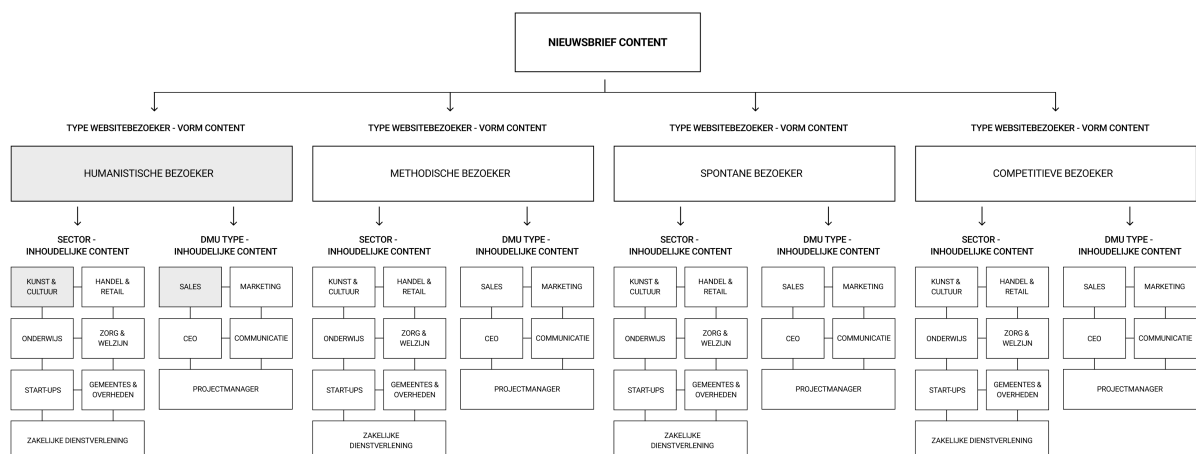 NIEUWSBRIEF CONTENT
TYPE WEBSITEBEZOEKER - VORM CONTENT
HUMANISTISCHE BEZOEKER
SECTOR -
INHOUDELIJKE CONTENT
KUNST &
CULTUUR
HANDEL &
RETAIL
ONDERWIJS
ZORG &
WELZIJN
START-UPS
GEMEENTES &
OVERHEDEN
ZAKELIJKE DIENSTVERLENING
DMU TYPE -
INHOUDELIJKE CONTENT
SALES
MARKETING
CEO
COMMUNICATIE
PROJECTMANAGER
TYPE WEBSITEBEZOEKER - VORM CONTENT
METHODISCHE BEZOEKER
SECTOR -
INHOUDELIJKE CONTENT
KUNST &
CULTUUR
HANDEL &
RETAIL
ONDERWIJS
ZORG &
WELZIJN
START-UPS
GEMEENTES &
OVERHEDEN
ZAKELIJKE
DIENSTVERLENING
DMU TYPE -
INHOUDELIJKE CONTENT
SALES
MARKETING
CEO
COMMUNICATIE
PROJECTMANAGER
TYPE WEBSITEBEZOEKER - VORM CONTENT
SPONTANE BEZOEKER
SECTOR -
INHOUDELIJKE CONTENT
KUNST &
CULTUUR
HANDEL &
RETAIL
ONDERWIJS
ZORG &
WELZIJN
START-UPS
GEMEENTES &
OVERHEDEN
ZAKELIJKE
DIENSTVERLENING
DMU TYPE -
INHOUDELIJKE CONTENT
SALES
MARKETING
CEO
COMMUNICATIE
PROJECTMANAGER
TYPE WEBSITEBEZOEKER - VORM CONTENT
COMPETITIEVE BEZOEKER
SECTOR -
INHOUDELIJKE CONTENT
KUNST &
CULTUUR
HANDEL &
RETAIL
ONDERWIJS
ZORG &
WELZIJN
START-UPS
GEMEENTES &
OVERHEDEN
ZAKELIJKE DIENSTVERLENING
DMU TYPE -
INHOUDELIJKE CONTENT
SALES
MARKETING
CEO
COMMUNICATIE
PROJECTMANAGER